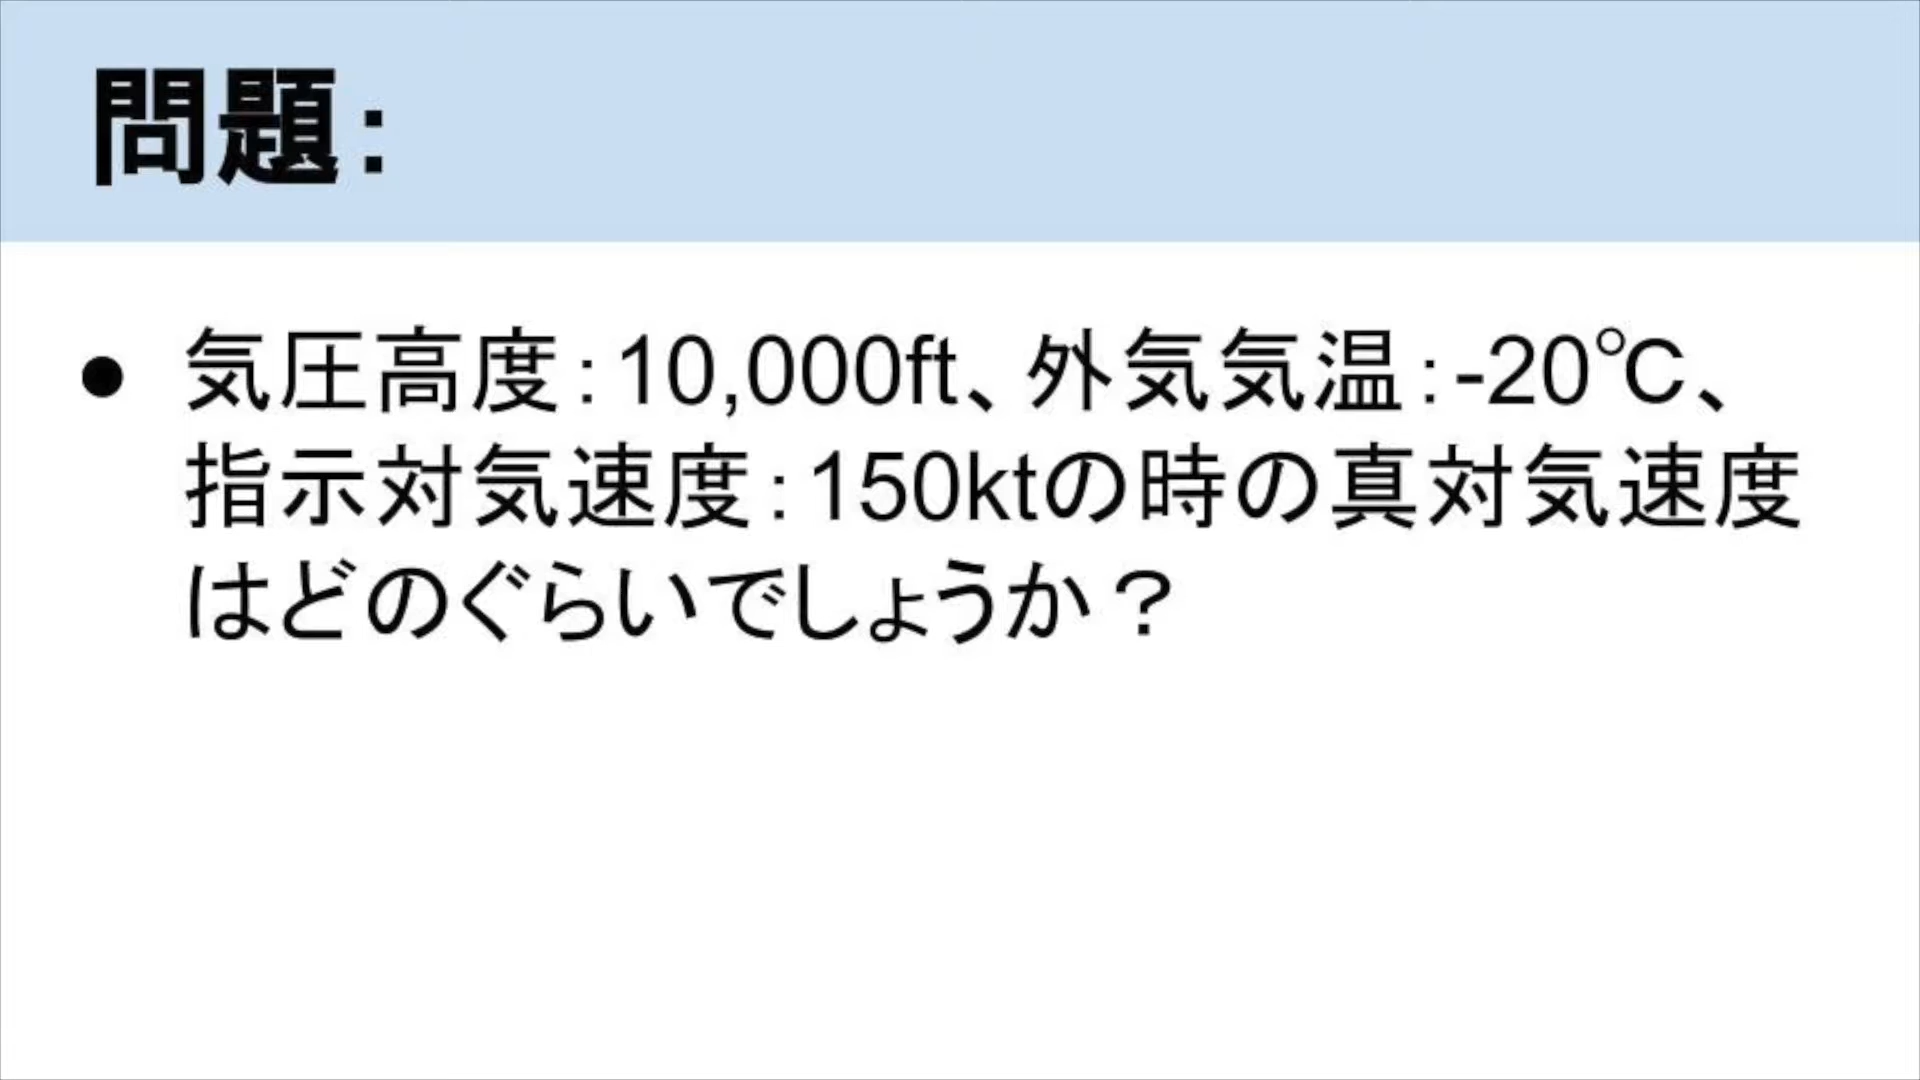 問題：
● 気圧高度：10,000ft、外気気温：-20℃、
指示対気速度：150ktの時の真対気速度
はどのぐらいでしょうか？